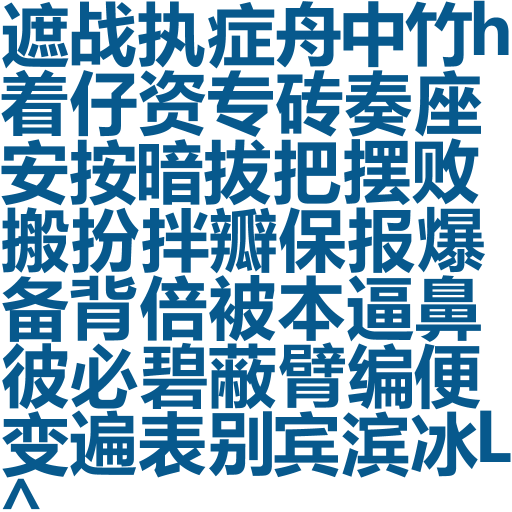 遮战执症舟中竹h
着仔资专砖奏座
安按暗拔把摆败
搬扮拌瓣保报爆
备背倍被本逼鼻
彼必碧蔽臂编便
变遍表别宾滨冰L
^